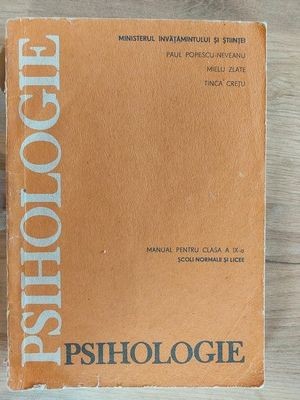 MINISTERUL ÎNVĂȚĂMÎNTULUI ȘI ȘTIINȚEI
PAUL POPESCU-NEVEANU
MIELU ZLATE
TINCA CREȚU
PSIHOLOGIE
MANUAL PENTRU CLASA A IX-a
ȘCOLI NORMALE ȘI LICEE
PSIHOLOGIE